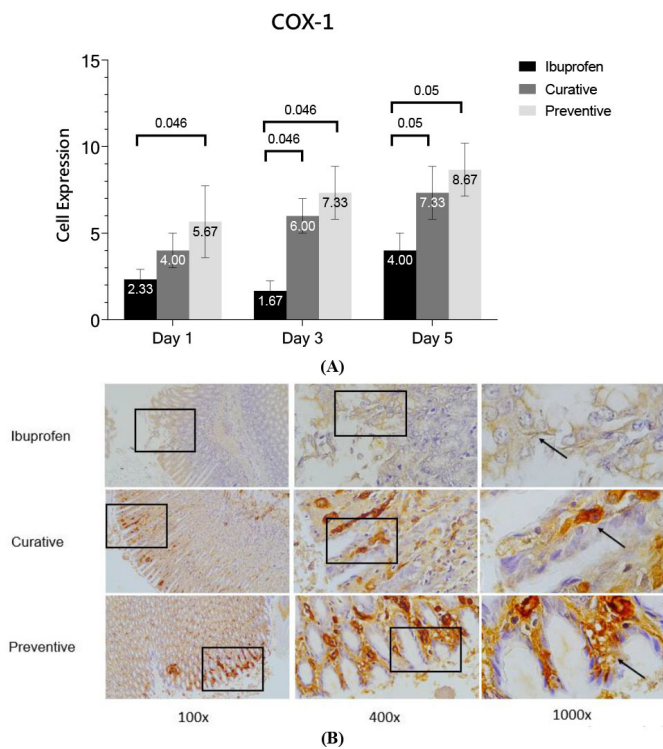 COX-1
Ibuprofen
Curative
Preventive
Cell Expression
15
10
5
0
0.046
0.046
0.046
0.05
0.05
2.33
4.00
5.67
1.67
6.00
7.33
4.00
7.33
8.67
Day 1
Day 3
Day 5
(A)
Ibuprofen
Curative
Preventive
100x
400x
1000x
(B)